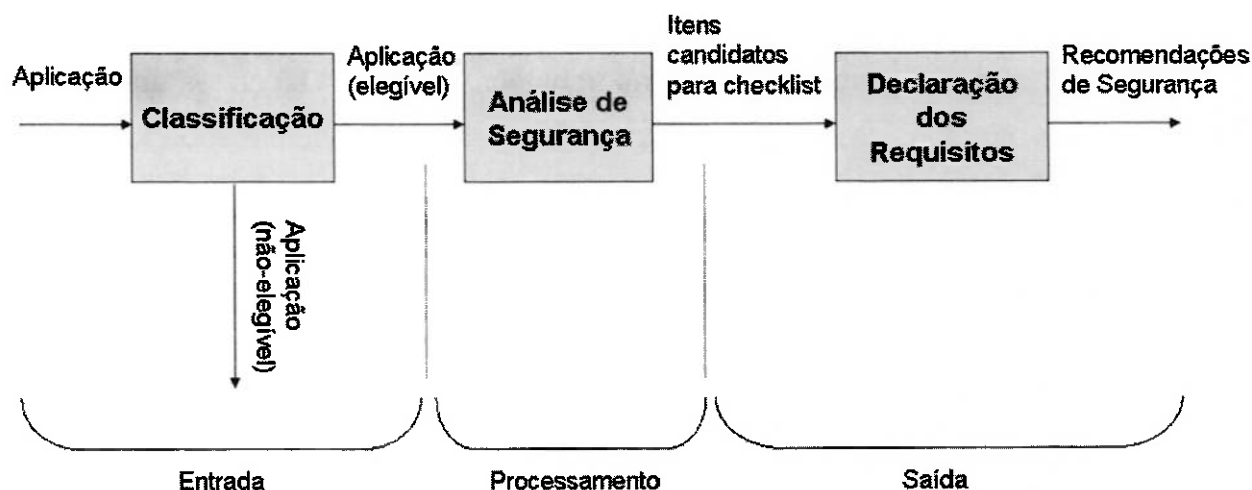 Aplicação
Classificação
Aplicação
(elegível)
Análise de
Segurança
Itens
candidatos
para checklist
Declaração
dos
Requisitos
Recomendações
de Segurança
Aplicação
(não-elegível)
Entrada
Processamento
Saída